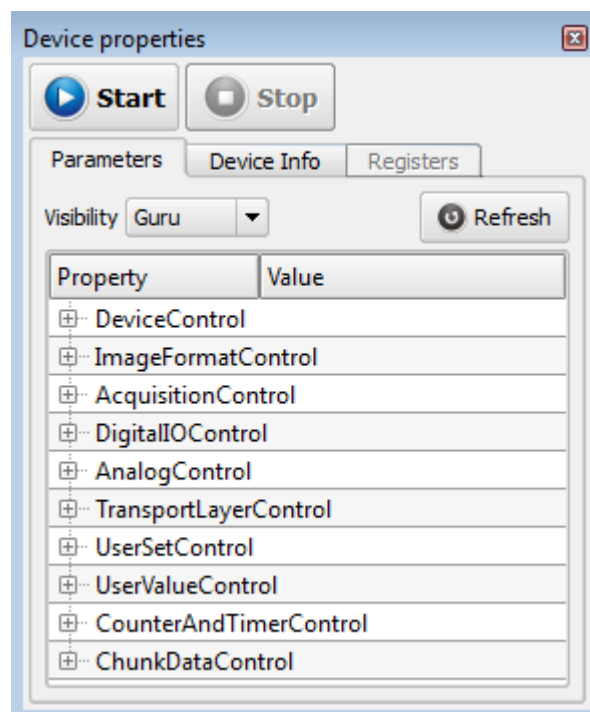 Device properties
Start Stop
Parameters Device Info Registers
Visibility Guru Refresh
Property Value
DeviceControl
ImageFormatControl
AcquisitionControl
DigitalIOControl
AnalogControl
TransportLayerControl
UserSetControl
UserValueControl
CounterAndTimerControl
ChunkDataControl